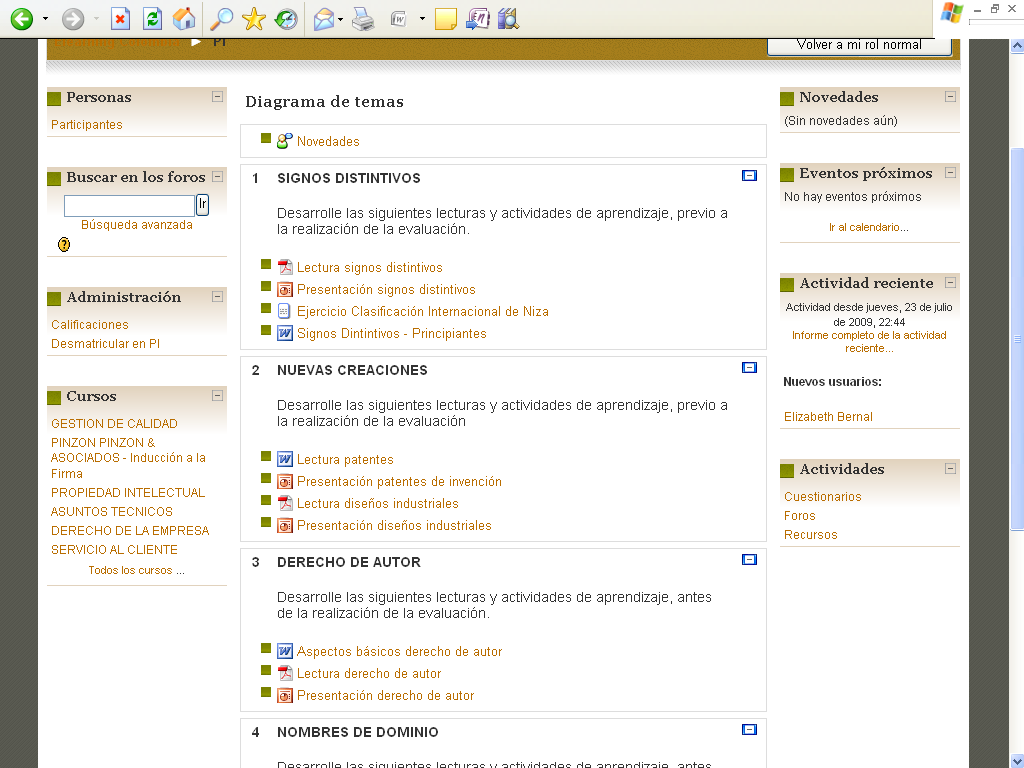 PI
Volver a mi rol normal
Personas
Participantes
Buscar en los foros
Ir
Búsqueda avanzada
Administración
Calificaciones
Desmatricular en PI
Cursos
GESTION DE CALIDAD
PINZON PINZON &
ASOCIADOS - Inducción a la
Firma
PROPIEDAD INTELECTUAL
ASUNTOS TECNICOS
DERECHO DE LA EMPRESA
SERVICIO AL CLIENTE
Todos los cursos ...
Diagrama de temas
Novedades
1 SIGNOS DISTINTIVOS
Desarrolle las siguientes lecturas y actividades de aprendizaje, previo a
la realización de la evaluación.
Lectura signos distintivos
Presentación signos distintivos
Ejercicio Clasificación Internacional de Niza
Signos Dintintivos - Principiantes
2 NUEVAS CREACIONES
Desarrolle las siguientes lecturas y actividades de aprendizaje, previo a
la realización de la evaluación
Lectura patentes
Presentación patentes de invención
Lectura diseños industriales
Presentación diseños industriales
3 DERECHO DE AUTOR
Desarrolle las siguientes lecturas y actividades de aprendizaje, antes
de la realización de la evaluación.
Aspectos básicos derecho de autor
Lectura derecho de autor
Presentación derecho de autor
4 NOMBRES DE DOMINIO
Desarrolle las siguientes lecturas y actividades de aprendizaje, antes
Novedades
(Sin novedades aún)
Eventos próximos
No hay eventos próximos
Ir al calendario...
Actividad reciente
Actividad desde jueves, 23 de julio
de 2009, 22:44
Informe completo de la actividad
reciente...
Nuevos usuarios:
Elizabeth Bernal
Actividades
Cuestionarios
Foros
Recursos